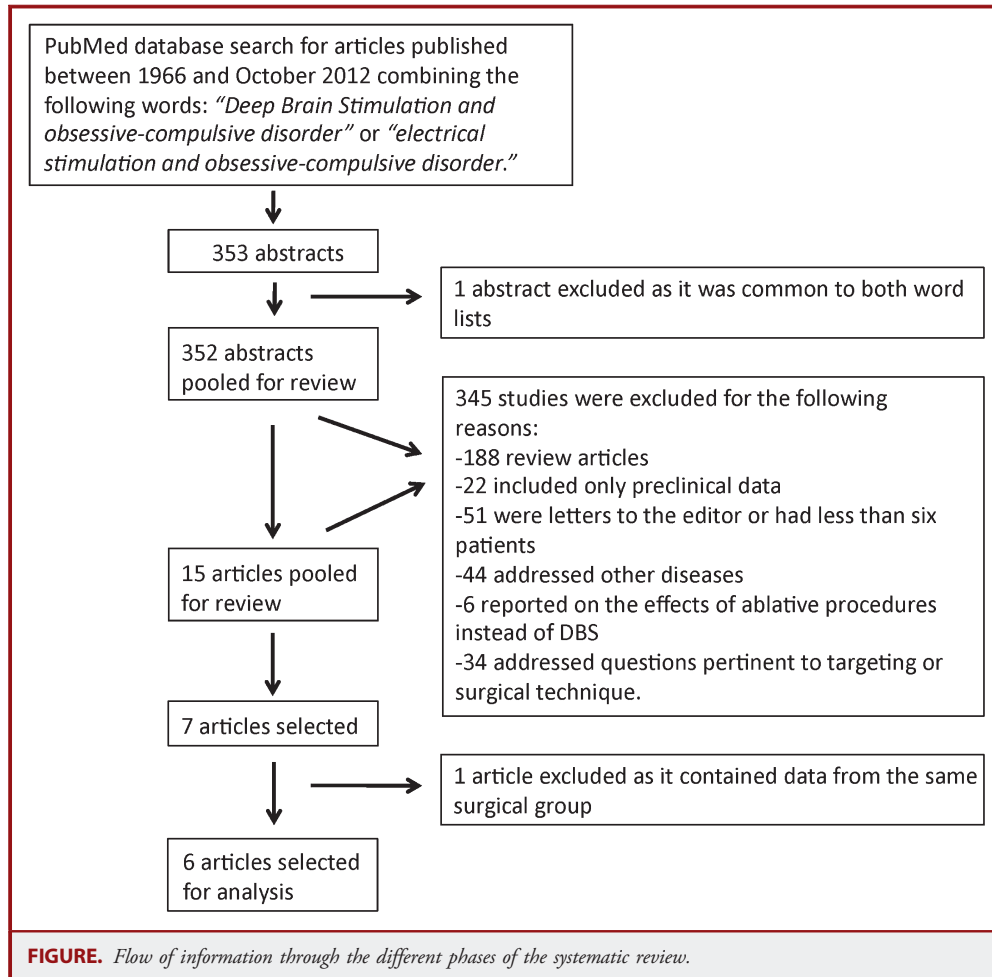 PubMed database search for articles published
between 1966 and October 2012 combining the
following words: “Deep Brain Stimulation and
obsessive-compulsive disorder” or “electrical
stimulation and obsessive-compulsive disorder.”
353 abstracts
1 abstract excluded as it was common to both word
lists
352 abstracts
pooled for review
345 studies were excluded for the following
reasons:
-188 review articles
-22 included only preclinical data
-51 were letters to the editor or had less than six
patients
-44 addressed other diseases
-6 reported on the effects of ablative procedures
instead of DBS
-34 addressed questions pertinent to targeting or
surgical technique.
15 articles pooled
for review
7 articles selected
1 article excluded as it contained data from the same
surgical group
6 articles selected
for analysis
FIGURE. Flow of information through the different phases of the systematic review.